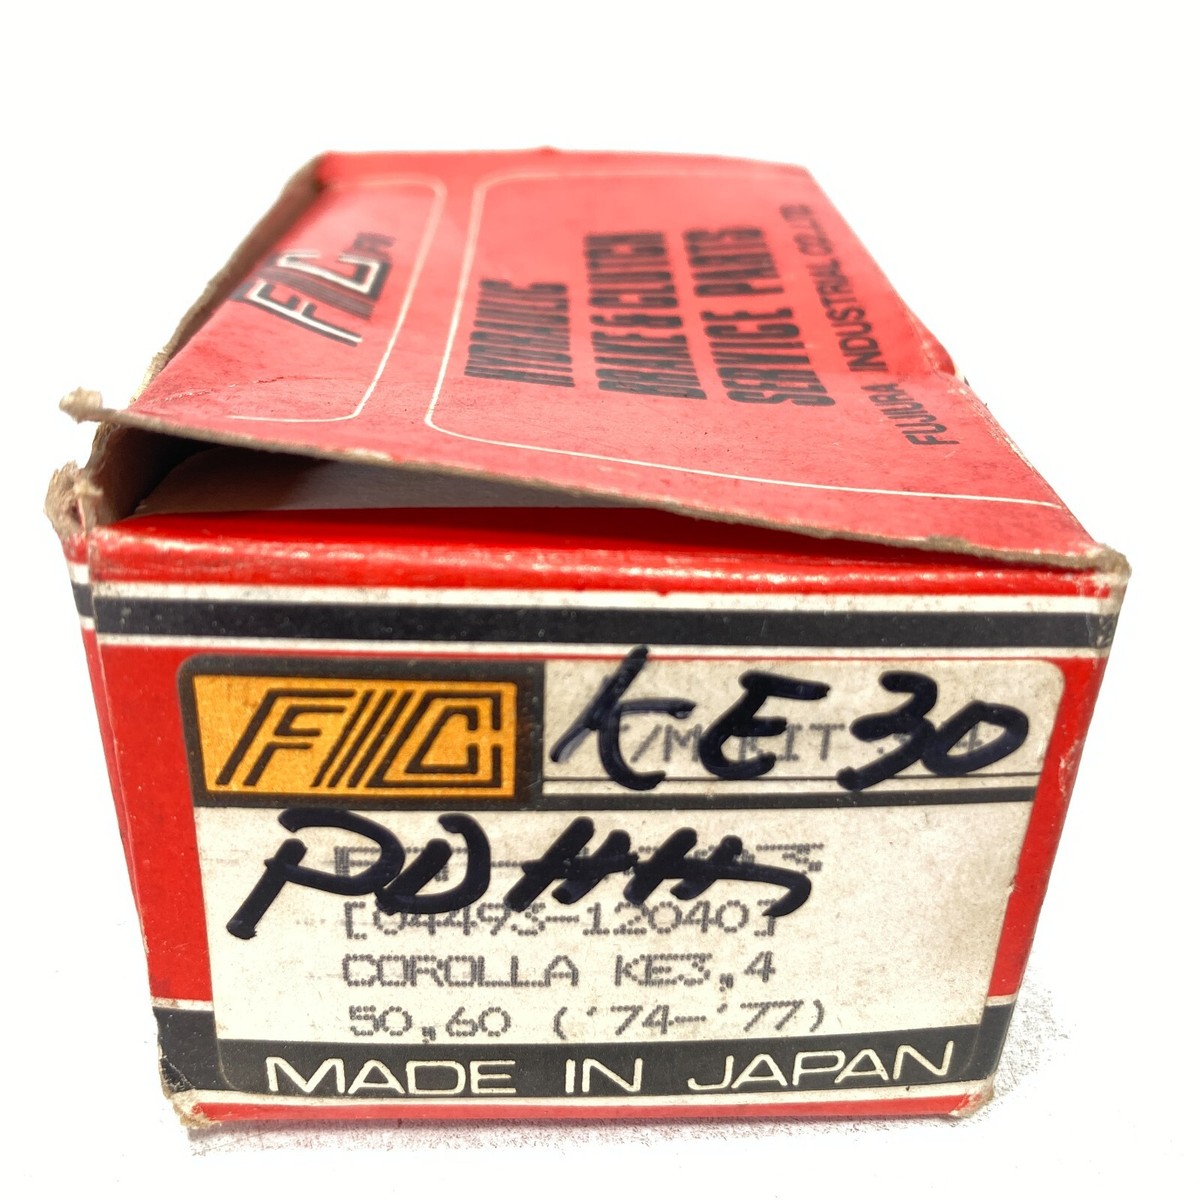 FIC
HYDRAULIC
BRAKE & CLUTCH
SERVICE PARTS
FUJIURA INDUSTRIAL CO., LTD
FIC
KE30
/M KIT
[04493-12040]
COROLLA KE3,4
50,60 ('74-'77)
MADE IN JAPAN